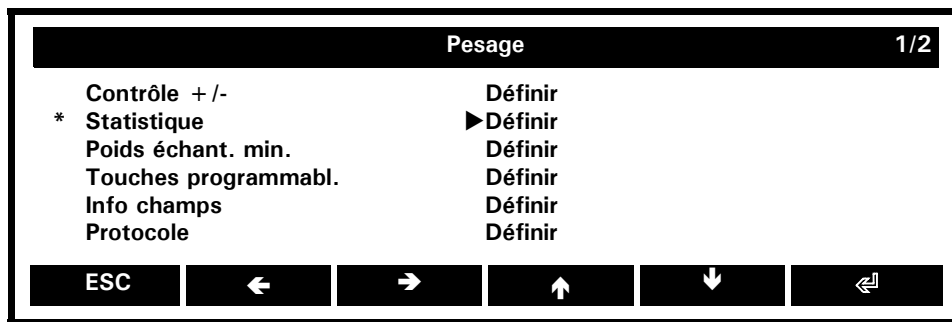 Pesage 1/2
Contrôle +/- Définir
* Statistique ▶Définir
Poids échant. min. Définir
Touches programmabl. Définir
Info champs Définir
Protocole Définir
ESC ← → ↑ ↓ ↵